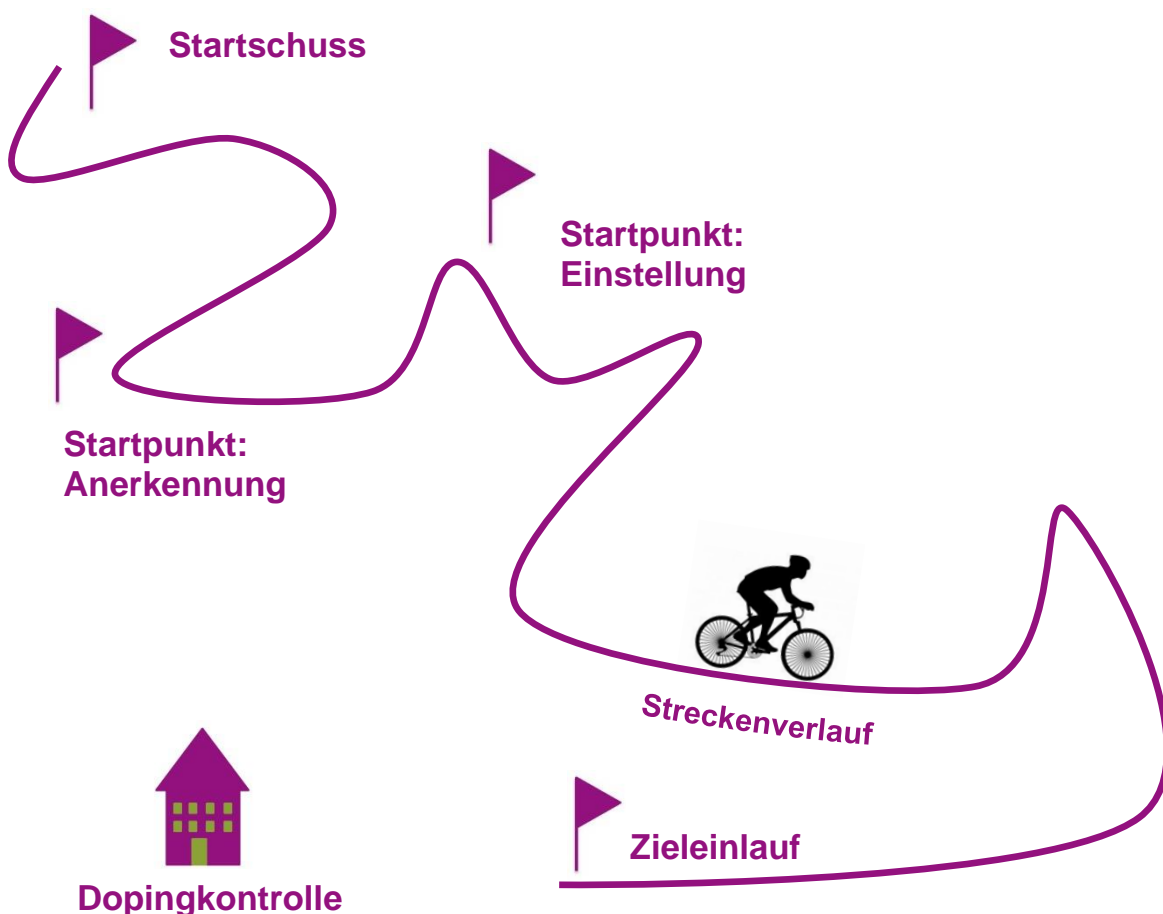 Startschuss
Startpunkt:
Einstellung
Startpunkt:
Anerkennung
Streckenverlauf
Zieleinlauf
Dopingkontrolle